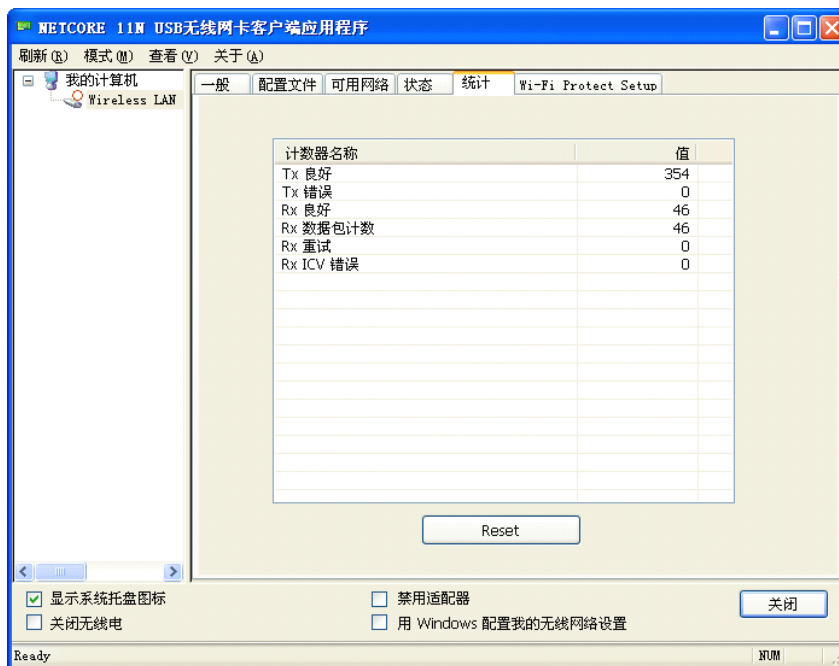 NETCORE 11N USB无线网卡客户端应用程序
刷新(R) 模式(M) 查看(V) 关于(A)
我的计算机
Wireless LAN
一般 配置文件 可用网络 状态 统计 Wi-Fi Protect Setup
计数器名称 值
Tx 良好 354
Tx 错误 0
Rx 良好 46
Rx 数据包计数 46
Rx 重试 0
Rx ICV 错误 0
Reset
显示系统托盘图标 禁用适配器 关闭
关闭无线电 用 Windows 配置我的无线网络设置
Ready NUM